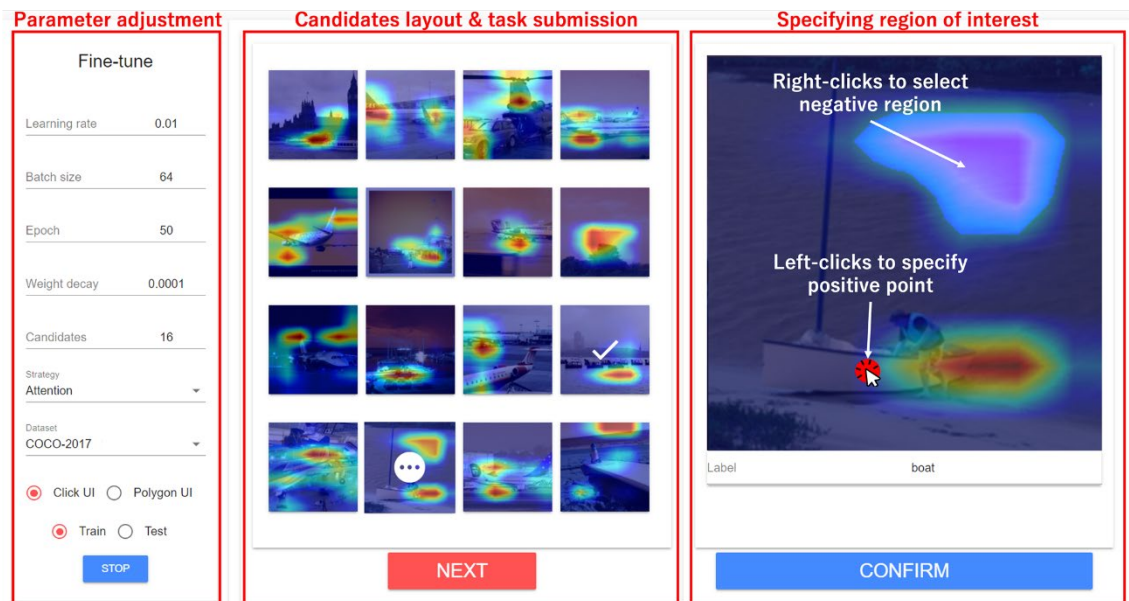 Parameter adjustment
Fine-tune
Learning rate 0.01
Batch size 64
Epoch 50
Weight decay 0.0001
Candidates 16
Strategy
Attention
Dataset
COCO-2017
Click UI Polygon UI
Train Test
STOP
Candidates layout & task submission
NEXT
Specifying region of interest
Right-clicks to select
negative region
Left-clicks to specify
positive point
Label boat
CONFIRM